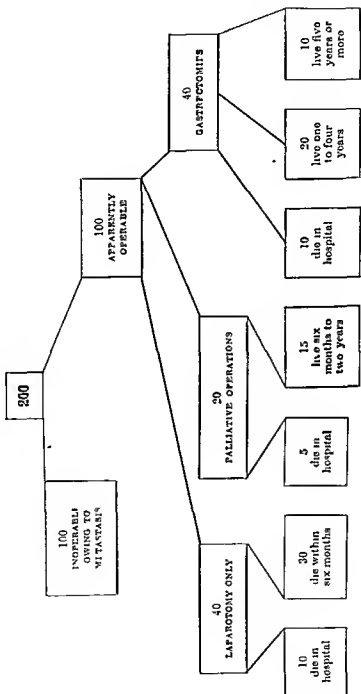 200
100
INOPERABLE
OWING TO
METASTASIS
100
APPARENTLY
OPERABLE
40
LAPAROTOMY ONLY
20
PALLIATIVE OPERATIONS
40
GASTRECTOMIES
10
die in
hospital
30
die within
six months
5
die in
hospital
15
live six
months to
two years
10
die in
hospital
20
live one
to four
years
10
live five
years or
more